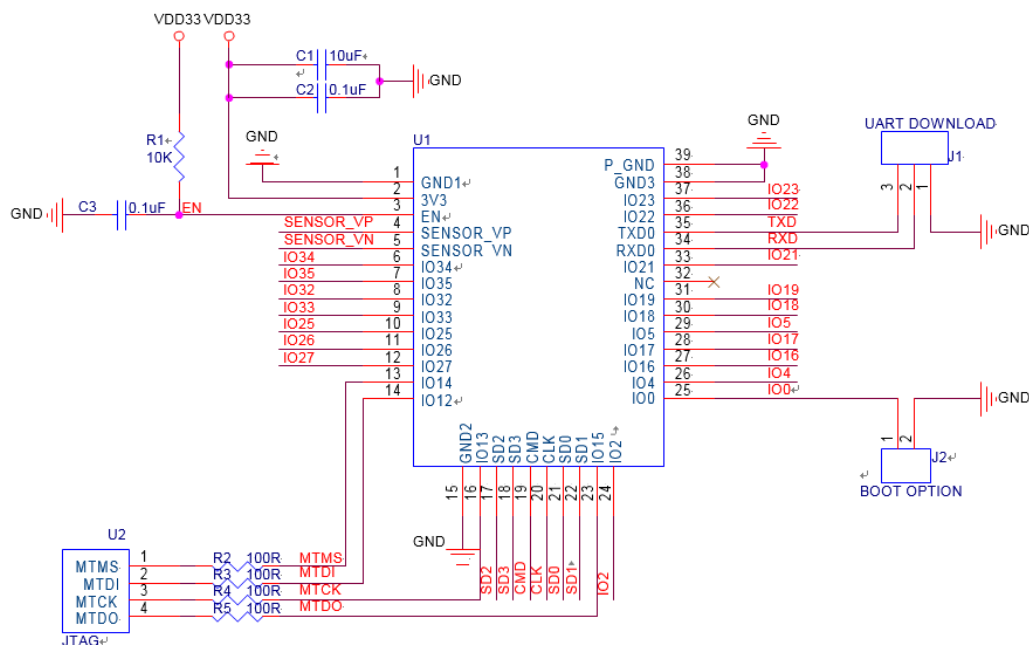 VDD33 VDD33
C1 10uF
C2 0.1uF
GND
R1
10K
GND
C3 0.1uF
GND
EN
U1
1 GND1
2 3V3
3 EN
SENSOR_VP 4 SENSOR_VP
SENSOR_VN 5 SENSOR_VN
IO34 6 IO34
IO35 7 IO35
IO32 8 IO32
IO33 9 IO33
IO25 10 IO25
IO26 11 IO26
IO27 12 IO27
13 IO14
14 IO12
GND
P_GND 39
GND3 38
IO23 37 IO23
IO22 36 IO22
TXD0 35 TXD
RXD0 34 RXD
IO21 33 IO21
NC 32
IO19 31 IO19
IO18 30 IO18
IO5 29 IO5
IO17 28 IO17
IO16 27 IO16
IO4 26 IO4
IO0 25 IO0
UART DOWNLOAD
J1
3 2 1
GND
GND
1 2
J2
BOOT OPTION
GND2 IO13 SD2 SD3 CMD CLK SD0 SD1 IO15 IO2
15 16 17 18 19 20 21 22 23 24
GND
SD2 SD3 CMD CLK SD0 SD1 IO2
U2
MTMS 1 R2 100R MTMS
MTDI 2 R3 100R MTDI
MTCK 3 R4 100R MTCK
MTDO 4 R5 100R MTDO
JTAG